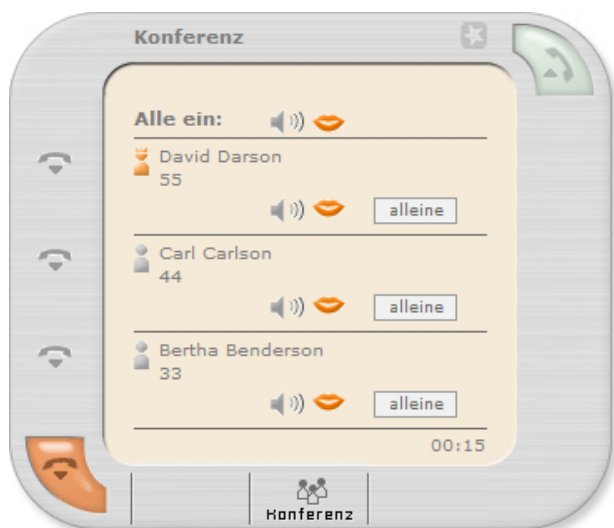 Konferenz
Alle ein:
David Darson
55
alleine
Carl Carlson
44
alleine
Bertha Benderson
33
alleine
00:15
Konferenz